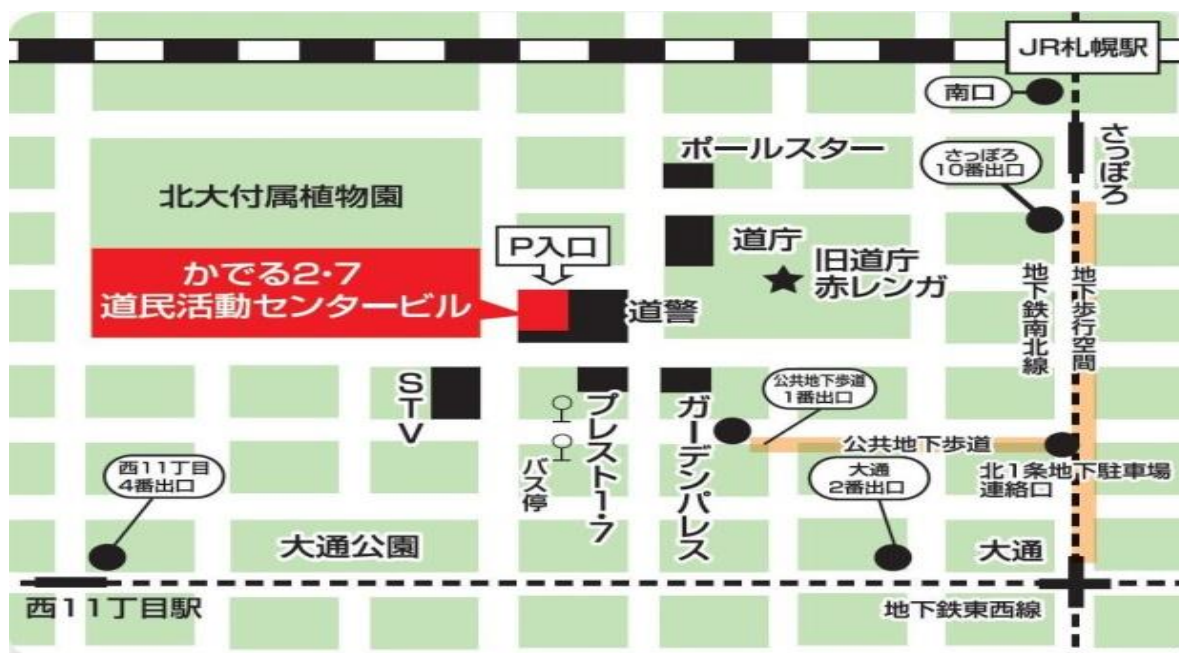 JR札幌駅
南口
さっぽろ
ポールスター
さっぽろ
10番出口
北大付属植物園
P入口
道庁
旧道庁
赤レンガ
かでる2・7
道民活動センタービル
道警
地下鉄南北線
地下歩行空間
STV
バス停
プレスト1・7
ガーデンパレス
公共地下歩道
1番出口
公共地下歩道
北1条地下駐車場
連絡口
西11丁目
4番出口
大通
2番出口
大通公園
大通
西11丁目駅
地下鉄東西線